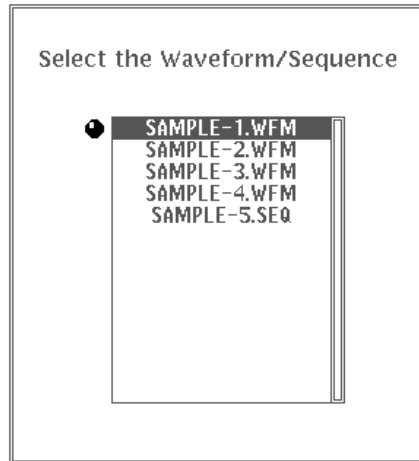 Select the Waveform/Sequence
SAMPLE-1.WFM
SAMPLE-2.WFM
SAMPLE-3.WFM
SAMPLE-4.WFM
SAMPLE-5.SEQ